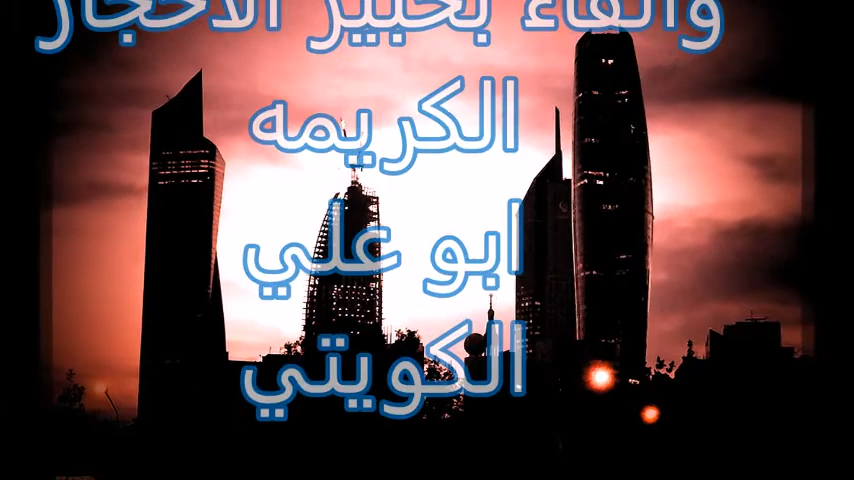 والقاء بخبير الاحجار
الكريمه
ابو علي
الكويتي